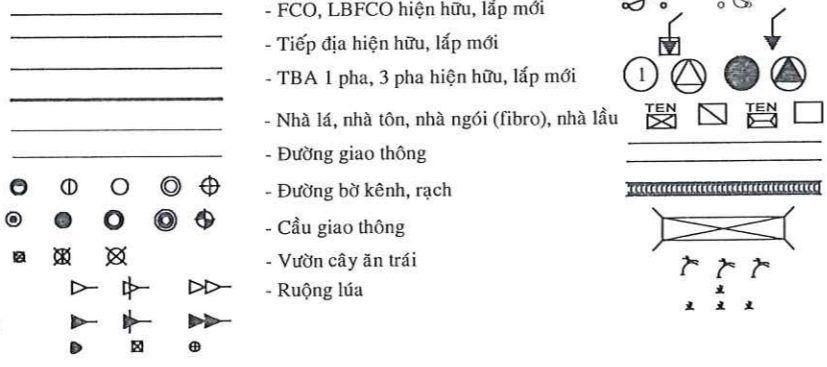 - FCO, LBFCO hiện hữu, lắp mới
- Tiếp địa hiện hữu, lắp mới
- TBA 1 pha, 3 pha hiện hữu, lắp mới
1
- Nhà lá, nhà tôn, nhà ngói (fibro), nhà lầu
TEN TEN
- Đường giao thông
- Đường bờ kênh, rạch
- Cầu giao thông
- Vườn cây ăn trái
- Ruộng lúa